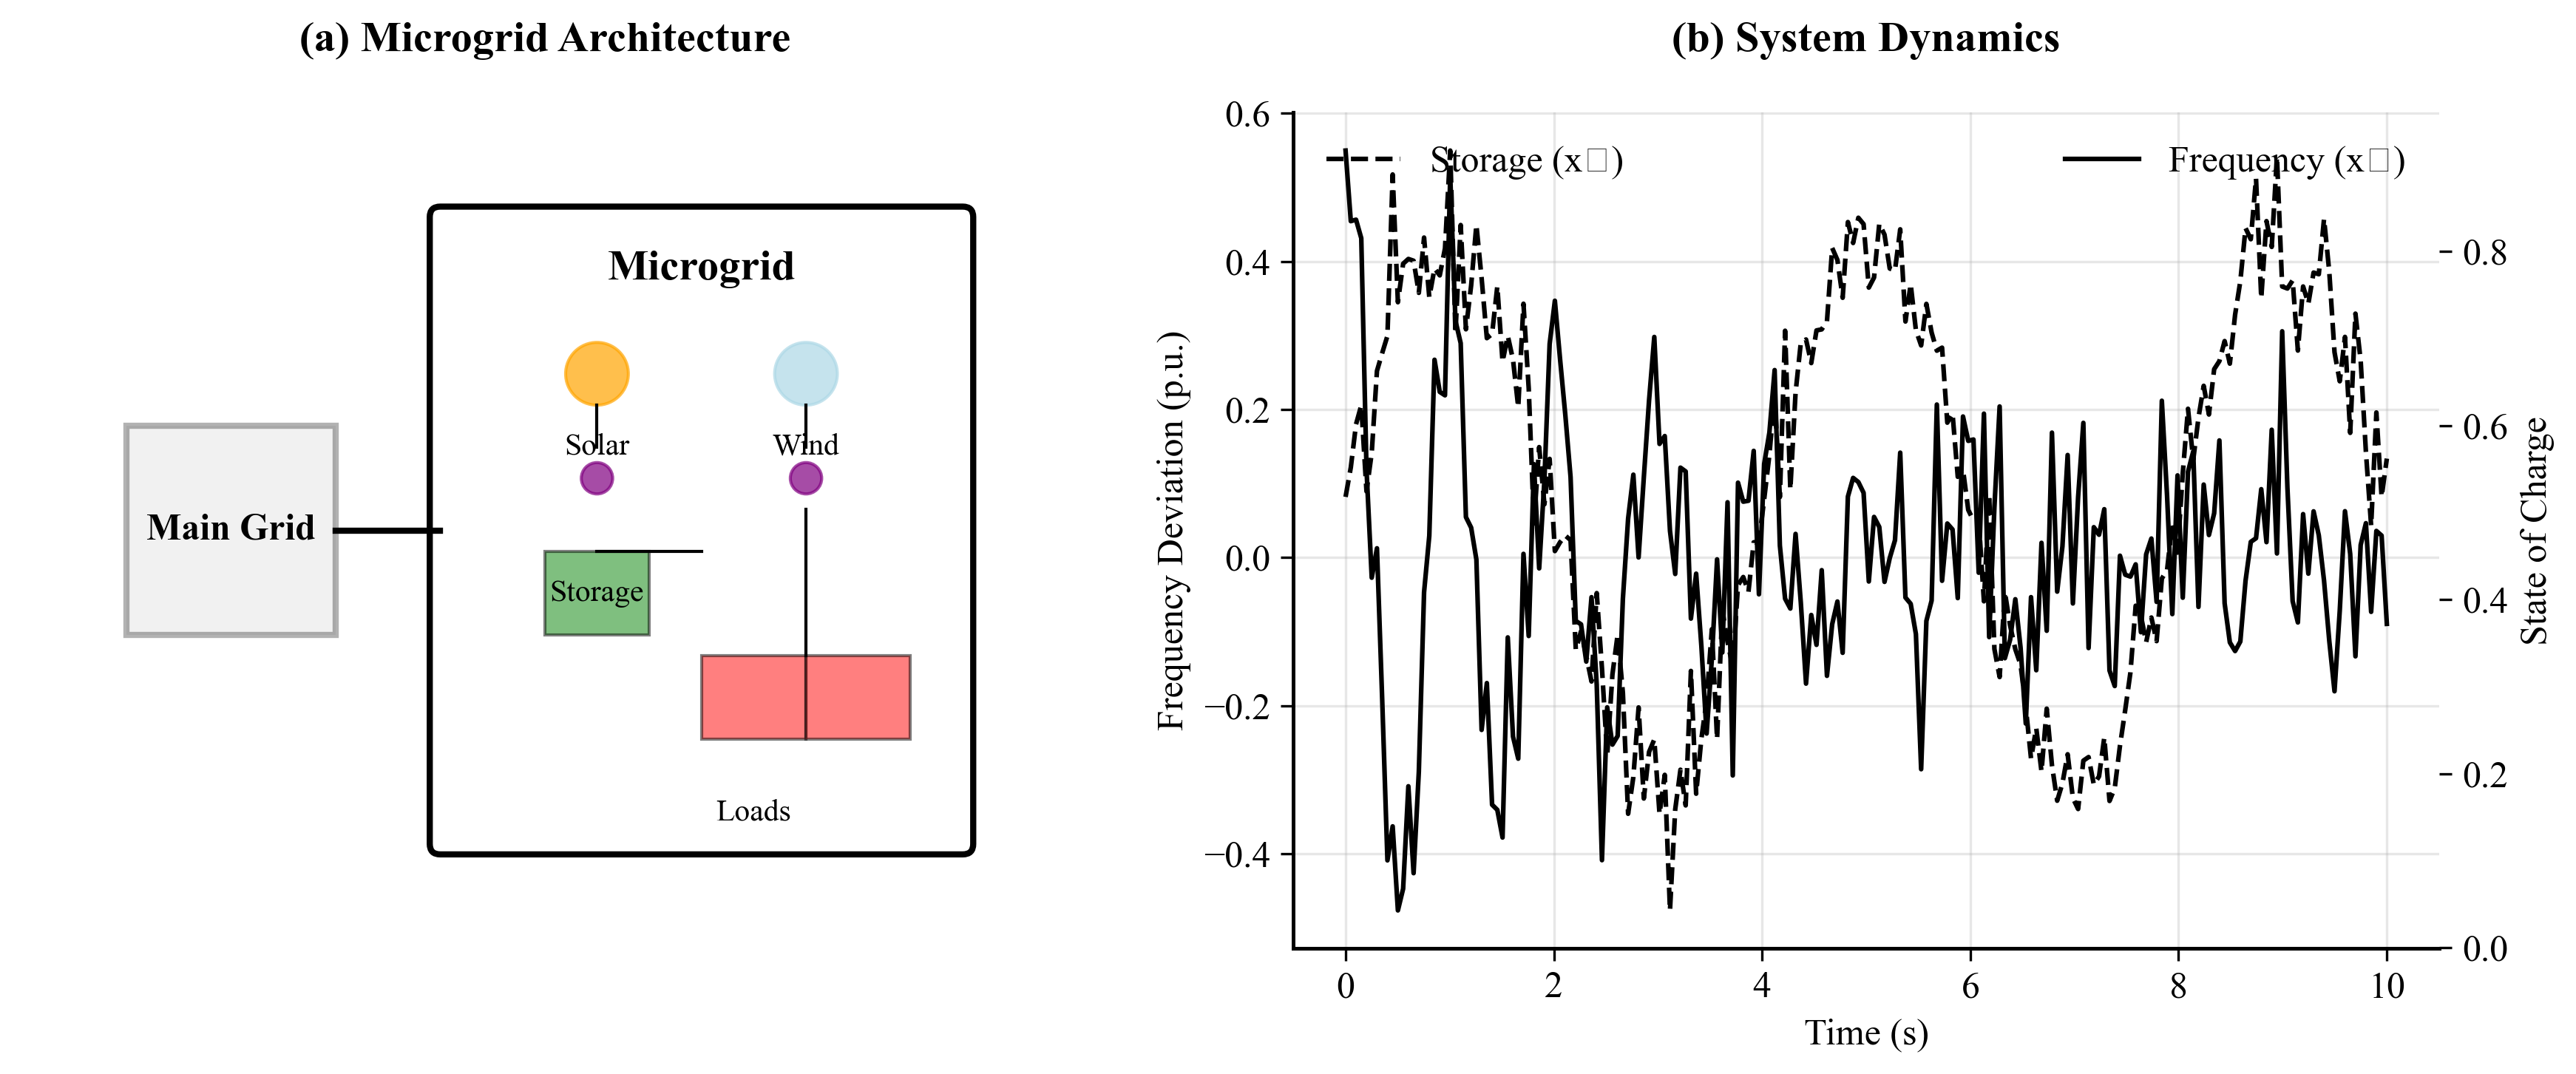 (a) Microgrid Architecture
Microgrid
Solar
Wind
Main Grid
Storage
Loads
(b) System Dynamics
Storage (x□)
Frequency (x□)
Frequency Deviation (p.u.)
0.6
0.4
0.2
0.0
−0.2
−0.4
0
2
4
6
8
10
Time (s)
0.8
0.6
0.4
0.2
0.0
State of Charge